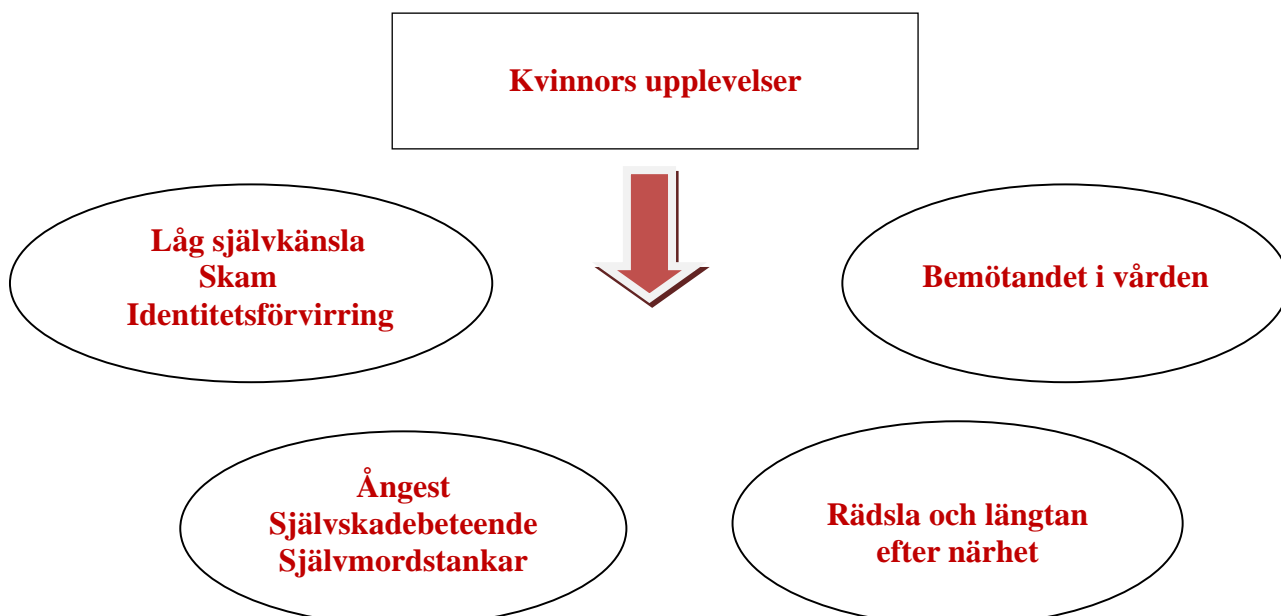 Kvinnors upplevelser
Låg självkänsla
Skam
Identitetsförvirring
Bemötandet i vården
Ångest
Självskadebeteende
Självmordstankar
Rädsla och längtan
efter närhet